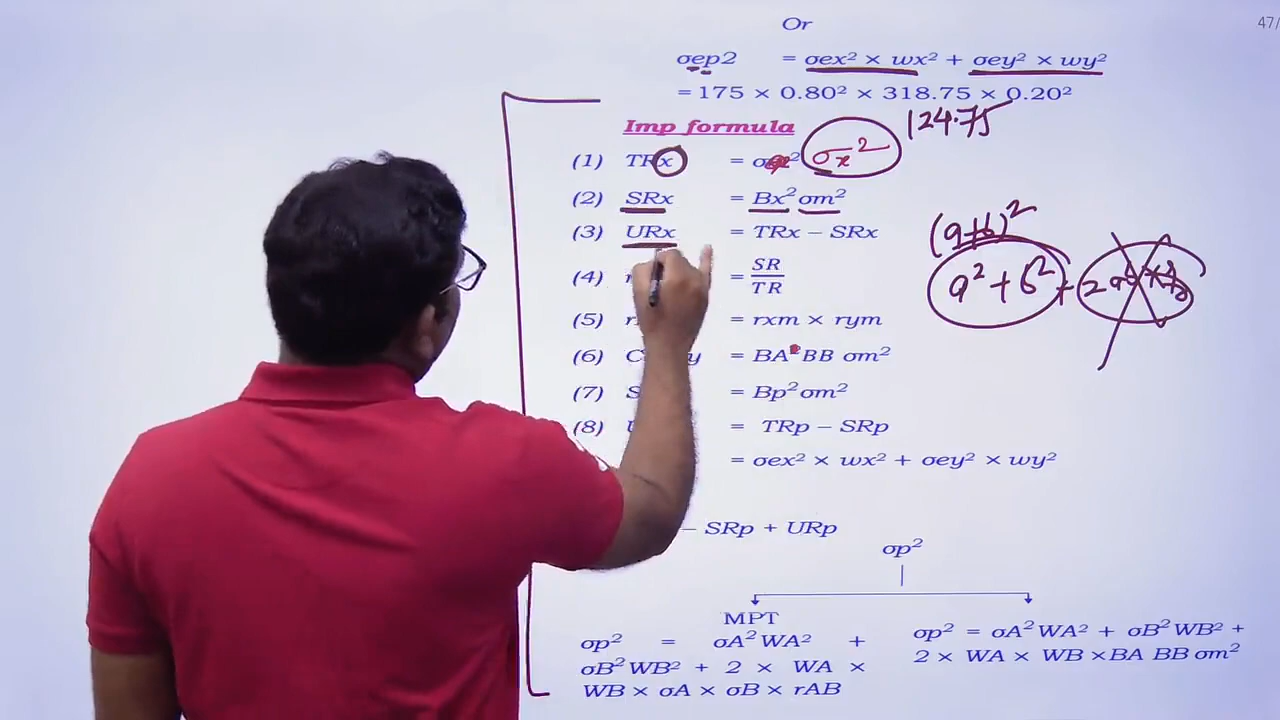 47/
Or
σep2 = σex² × wx² + σey² × wy²
= 175 × 0.80² × 318.75 × 0.20²
124.75
Imp formula
(1) TRx = σ² σx²
(2) SRx = Bx² σm²
(3) URx = TRx – SRx
(a+b)²
a² + b² +
(4) = SR/TR
(5) = rxm × rym
(6) C y = BA BB σm²
(7) S = Bp² σm²
(8) = TRp – SRp
= σex² × wx² + σey² × wy²
– SRp + URp
σp²
MPT
σp² = σA² WA² + σB² WB² + 2 × WA × WB × σA × σB × rAB
σp² = σA² WA² + σB² WB² + 2 × WA × WB ×BA BB σm²